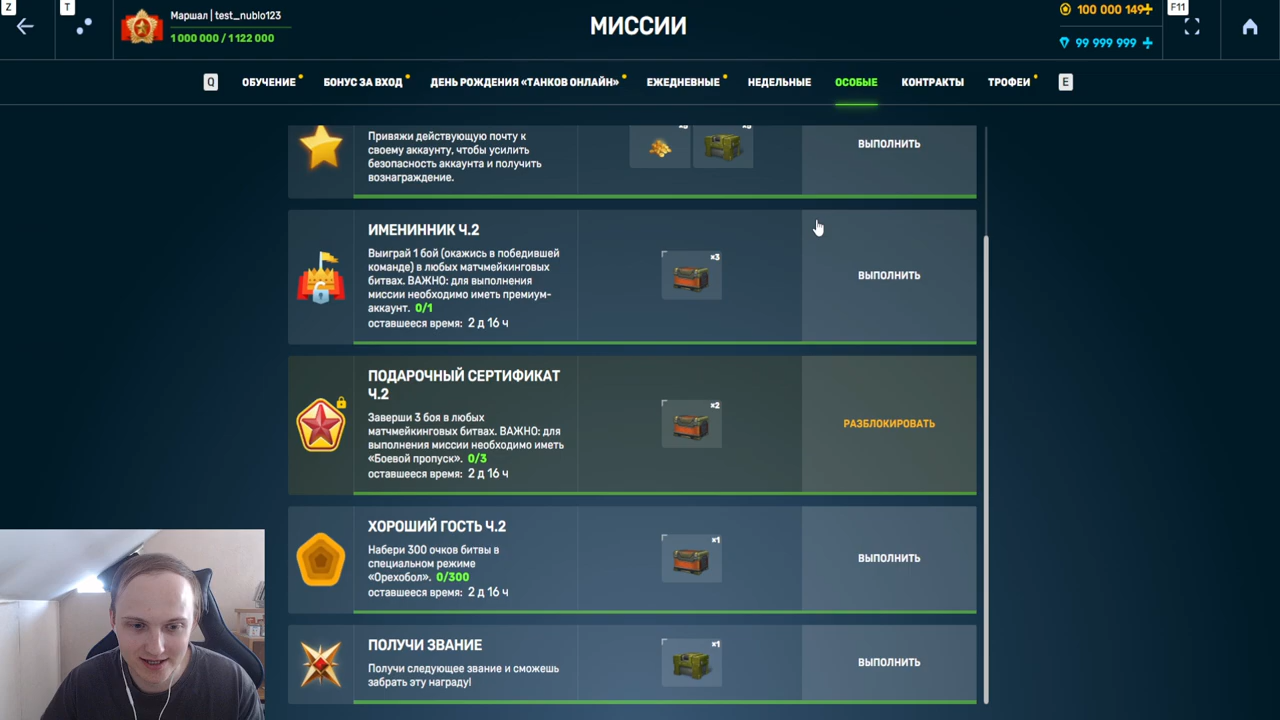 Z
T
Маршал | test_nublo123
1 000 000 / 1 122 000
МИССИИ
100 000 149+
99 999 999 +
F11
Q
ОБУЧЕНИЕ
БОНУС ЗА ВХОД
ДЕНЬ РОЖДЕНИЯ «ТАНКОВ ОНЛАЙН»
ЕЖЕДНЕВНЫЕ
НЕДЕЛЬНЫЕ
ОСОБЫЕ
КОНТРАКТЫ
ТРОФЕИ
E
Привяжи действующую почту к
своему аккаунту, чтобы усилить
безопасность аккаунта и получить
вознаграждение.
ВЫПОЛНИТЬ
ИМЕНИННИК Ч.2
Выиграй 1 бой (окажись в победившей
команде) в любых матчмейкинговых
битвах. ВАЖНО: для выполнения
миссии необходимо иметь премиум-
аккаунт. 0/1
оставшееся время: 2 д 16 ч
x3
ВЫПОЛНИТЬ
ПОДАРОЧНЫЙ СЕРТИФИКАТ
Ч.2
Заверши 3 боя в любых
матчмейкинговых битвах. ВАЖНО: для
выполнения миссии необходимо иметь
«Боевой пропуск». 0/3
оставшееся время: 2 д 16 ч
x2
РАЗБЛОКИРОВАТЬ
ХОРОШИЙ ГОСТЬ Ч.2
Набери 300 очков битвы в
специальном режиме
«Орехобол». 0/300
оставшееся время: 2 д 16 ч
x1
ВЫПОЛНИТЬ
ПОЛУЧИ ЗВАНИЕ
Получи следующее звание и сможешь
забрать эту награду!
x1
ВЫПОЛНИТЬ